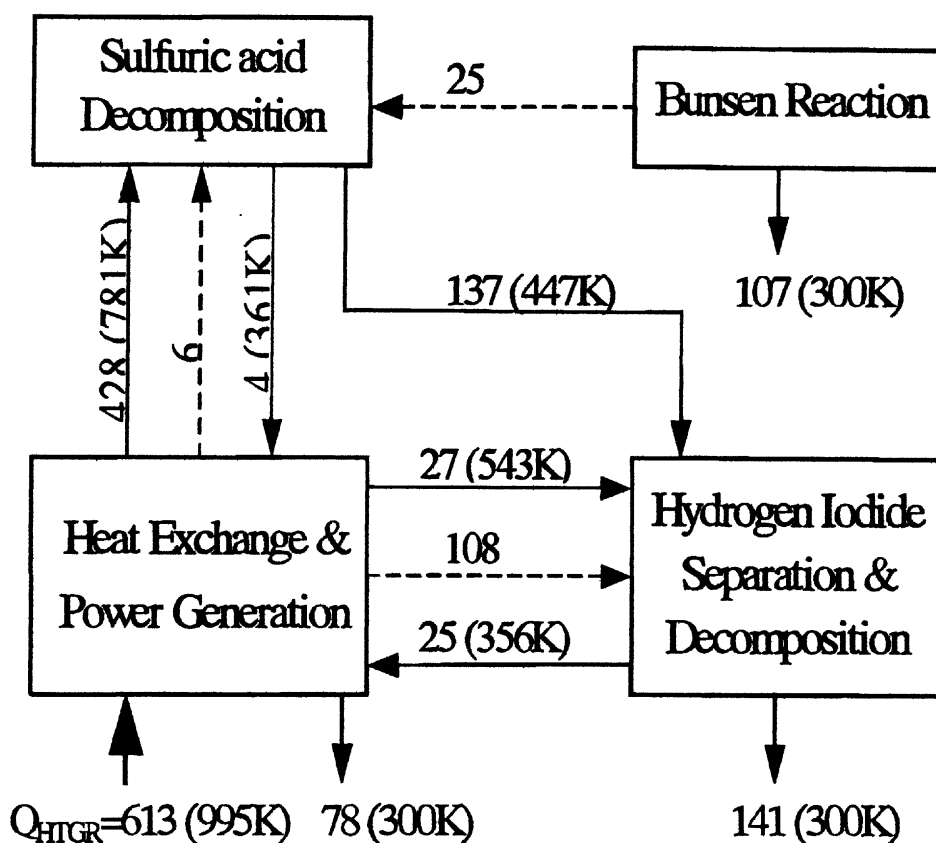 Sulfuric acid
Decomposition
25
Bunsen Reaction
428 (781K)
6
4 (361K)
137 (447K)
107 (300K)
27 (543K)
Heat Exchange &
Power Generation
108
Hydrogen Iodide
Separation &
Decomposition
25 (356K)
Q_HTGR=613 (995K)
78 (300K)
141 (300K)